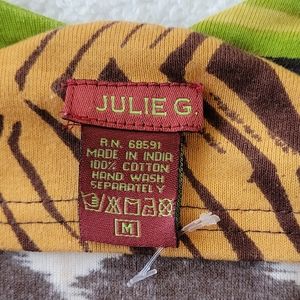 JULIE G
R.N. 68591
MADE IN INDIA
100% COTTON
HAND WASH
SEPARATELY
M